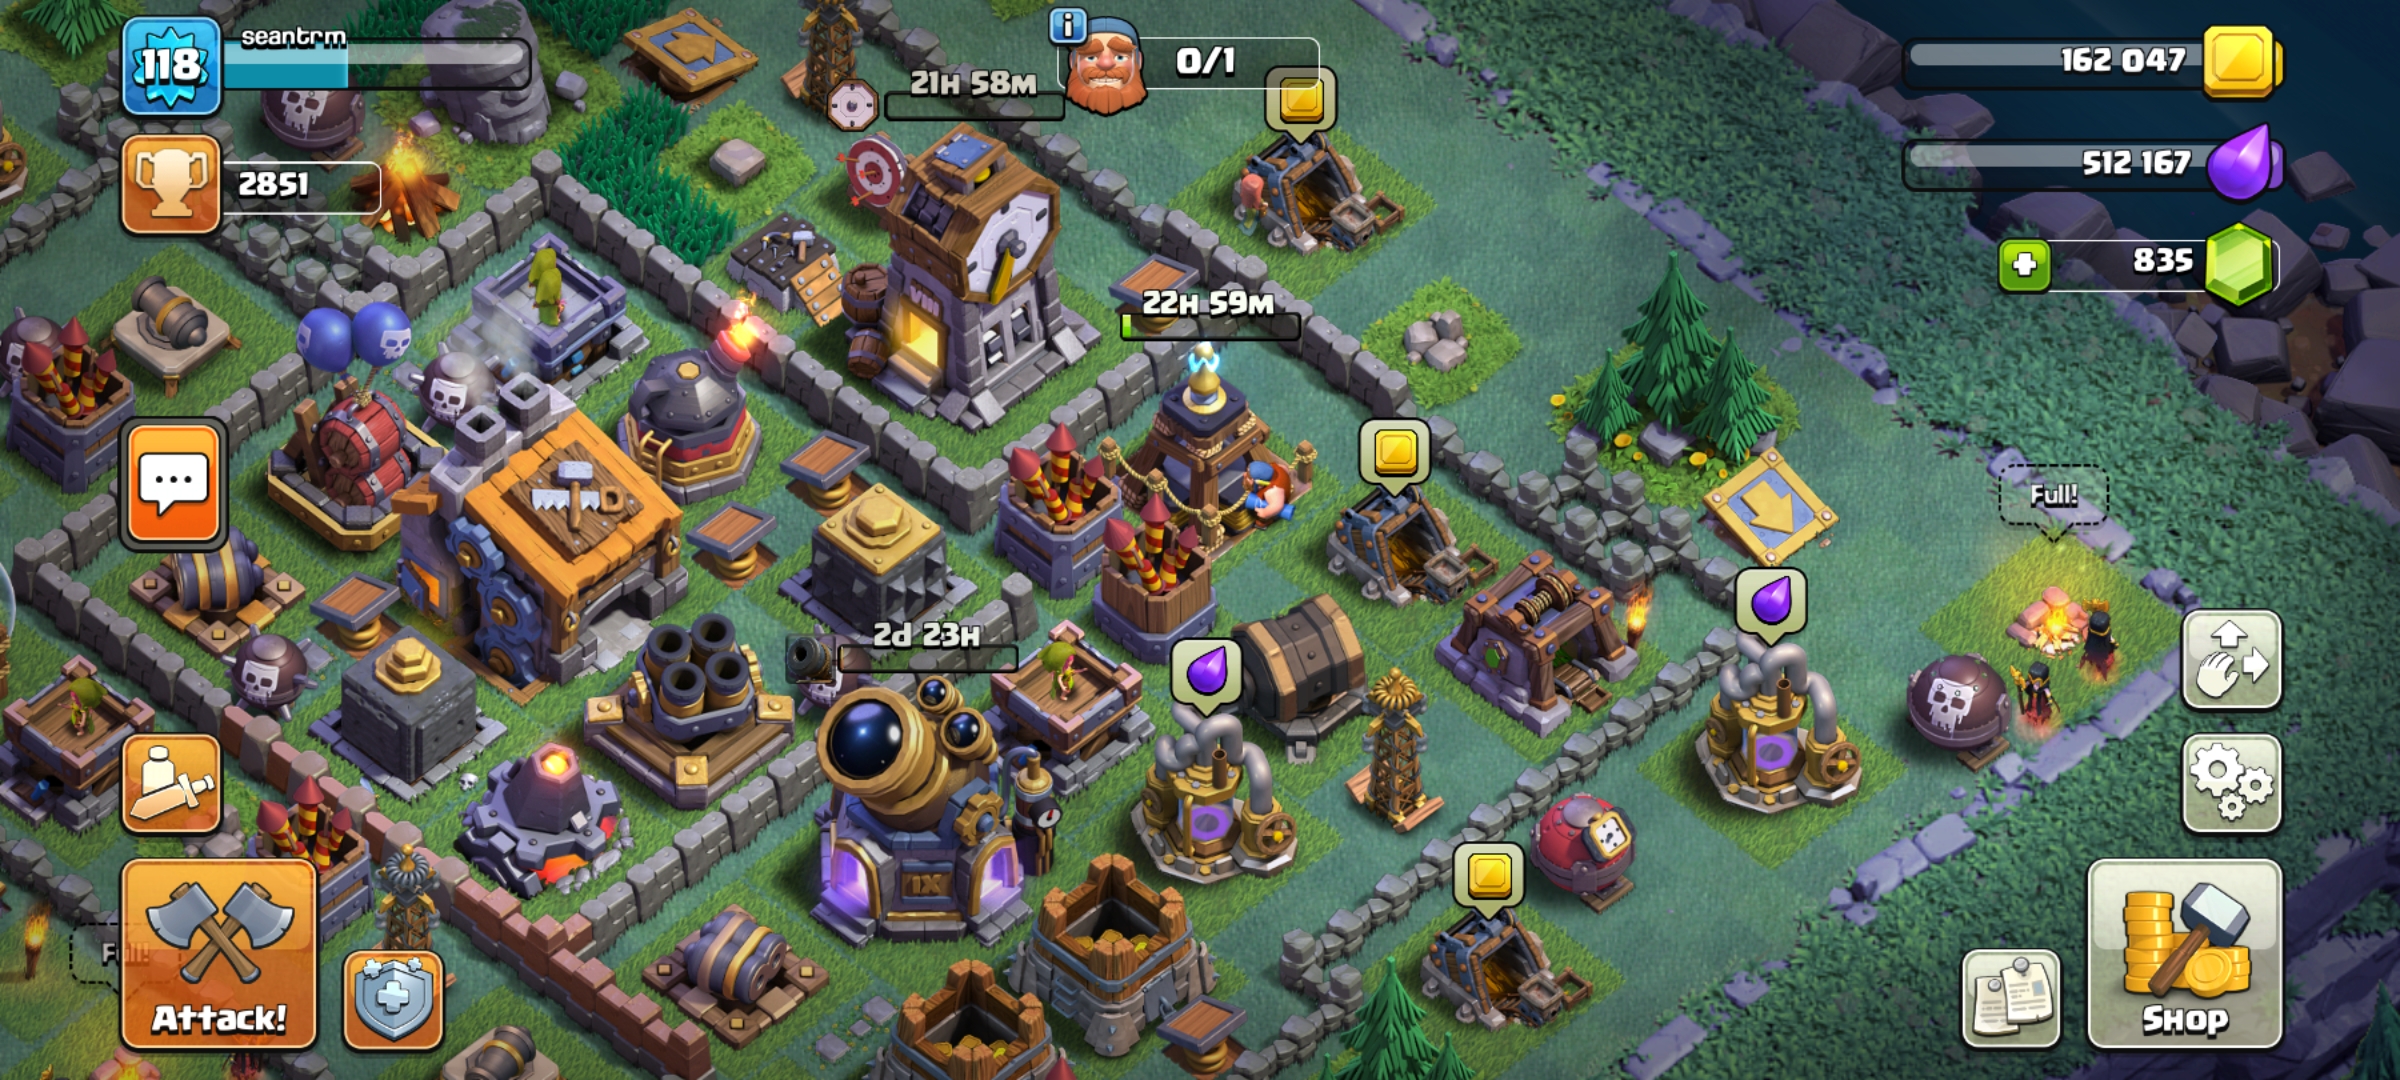 118
seantrm
2851
21H 58M
i
0/1
162 047
512 167
835
VIII
22H 59M
Full!
2d 23H
IX
Attack!
Shop